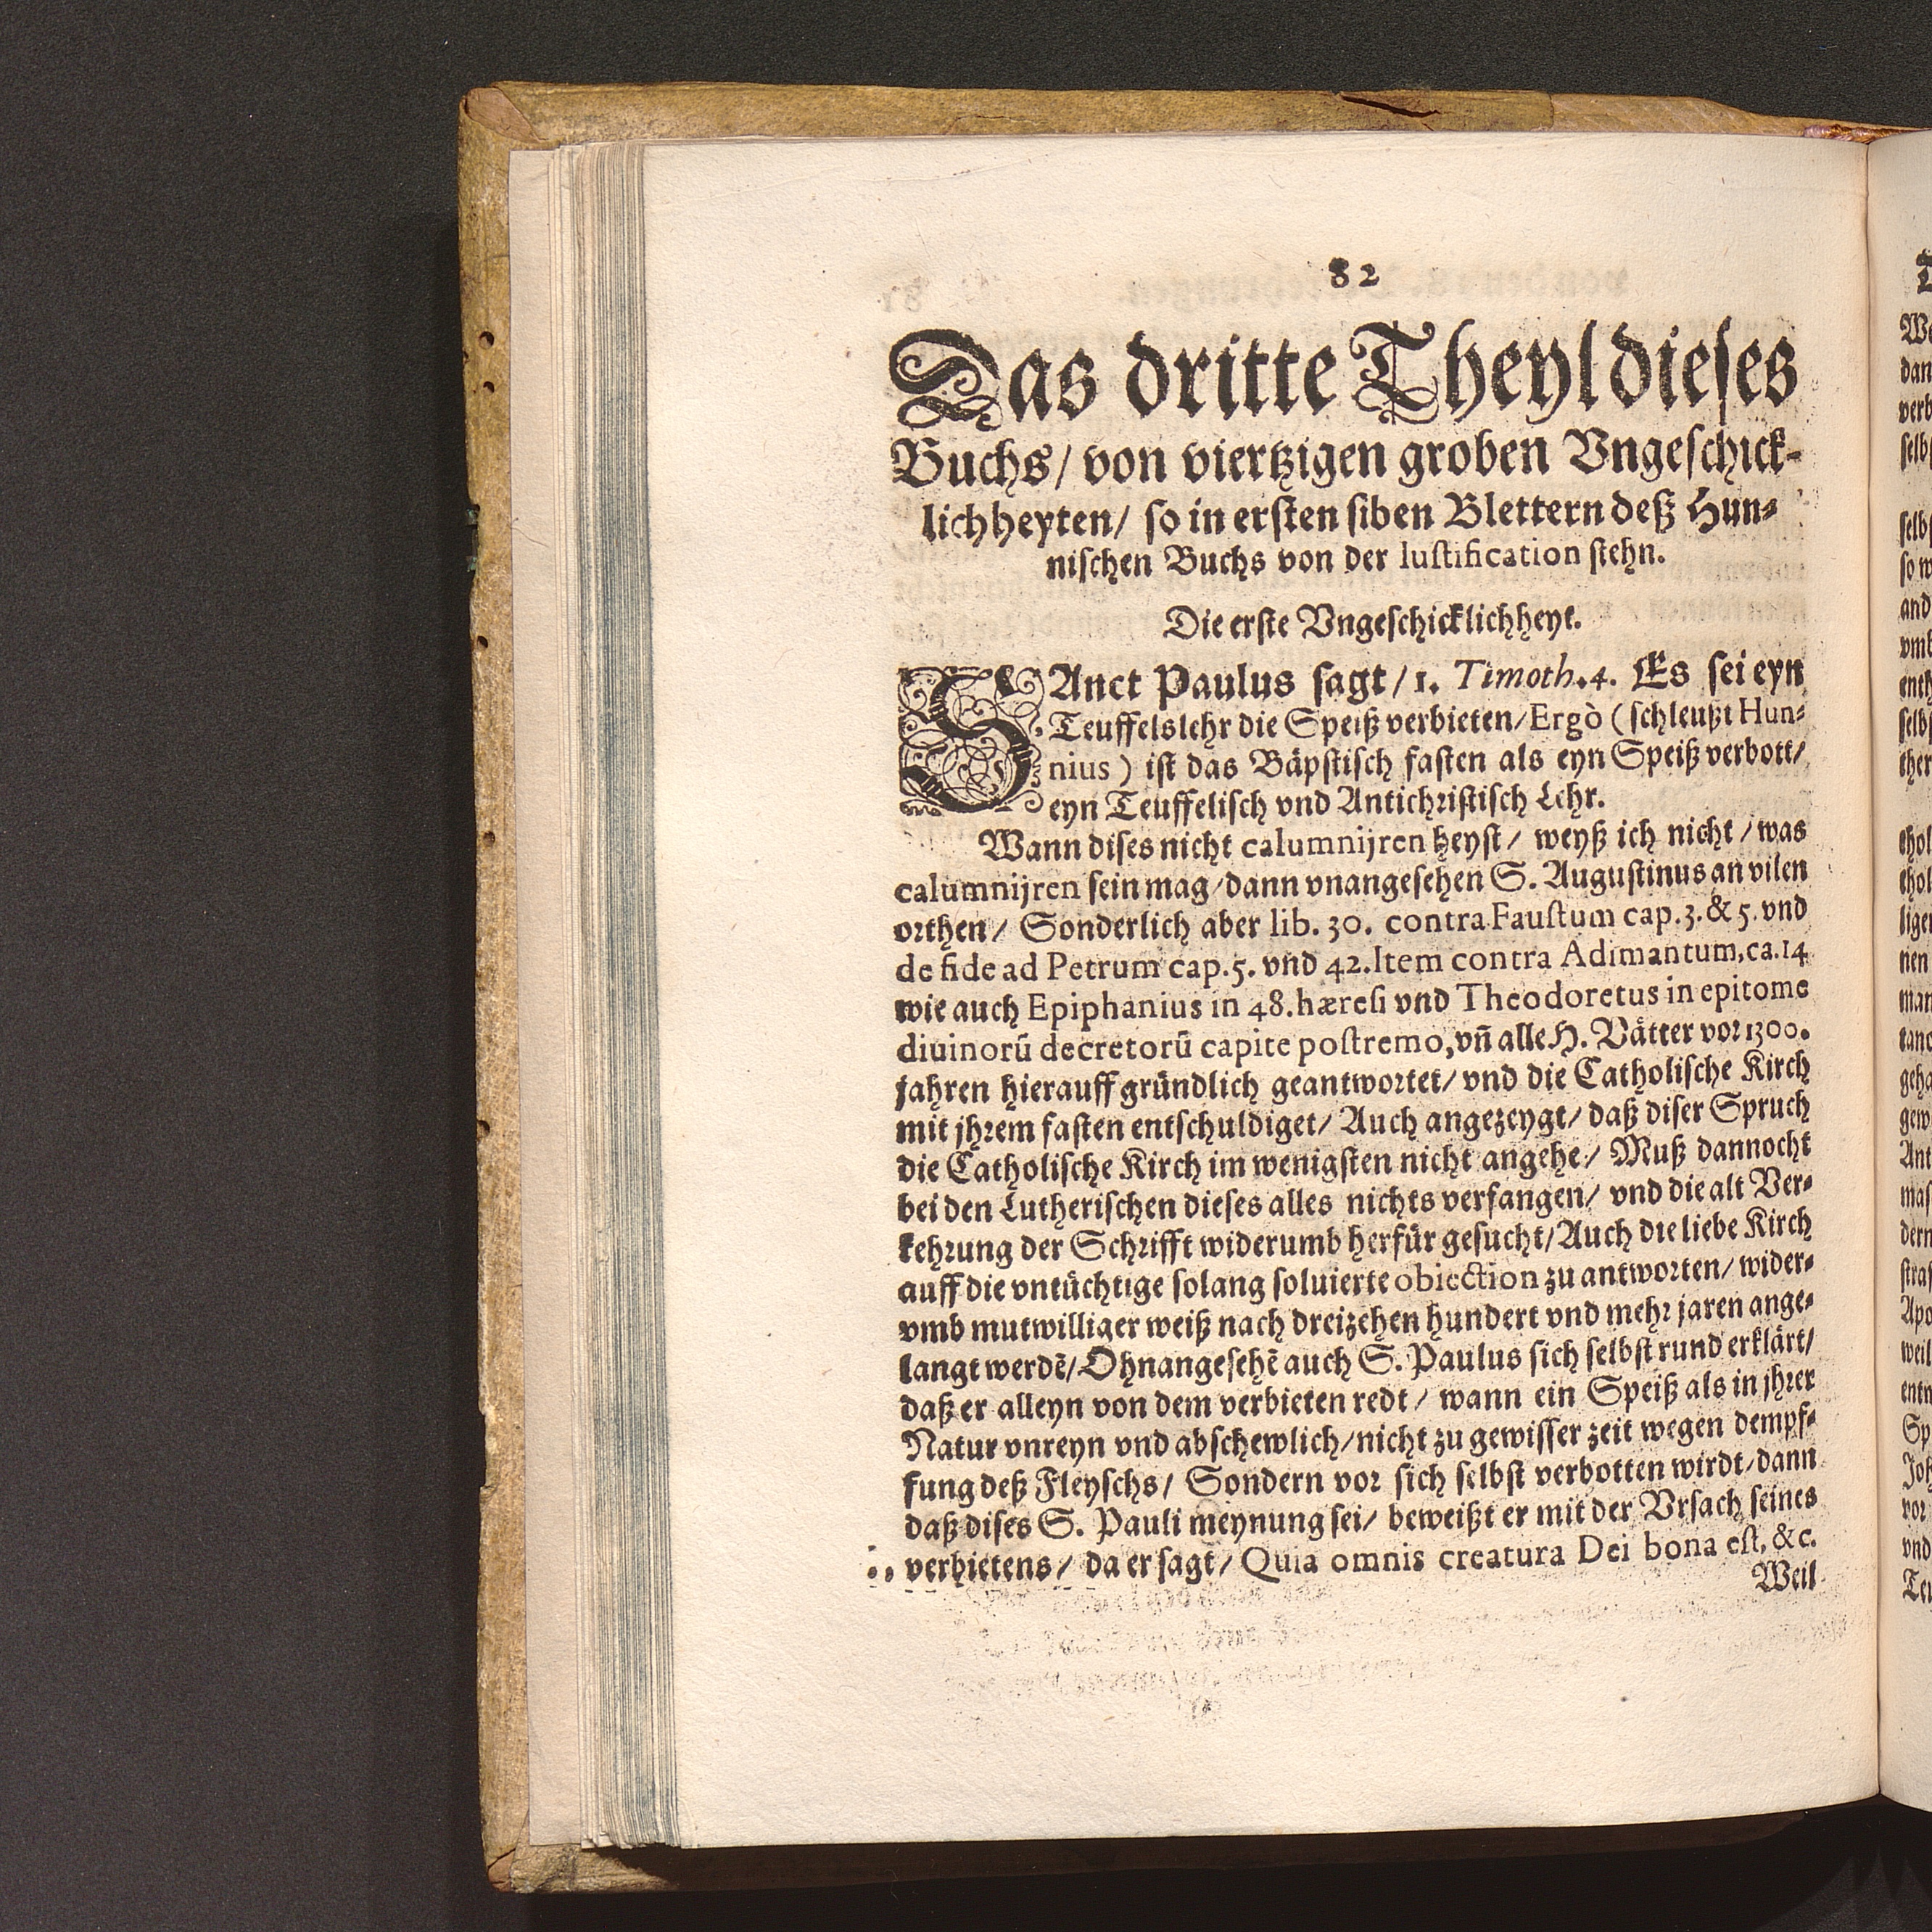 82
Das dritte Theyl dieses
Buchs/ von viertzigen groben Vngeschick-
lichheyten/ so in ersten siben Blettern deß Hun-
nischen Buchs von der Iustification stehn.
Die erste Vngeschicklichheyt.
SAnct Paulus sagt/ 1. Timoth. 4. Es sei eyn
Teuffelslehr die Speiß verbieten/ Ergò (schleußt Hun-
nius) ist das Bäpstisch fasten als eyn Speiß verbott/
eyn Teuffelisch vnd Antichristisch Lehr.
Wann dises nicht calumnijren heyst/ weyß ich nicht/ was
calumnijren sein mag/ dann vnangesehen S. Augustinus an vilen
orthen/ Sonderlich aber lib. 30. contra Faustum cap. 3. & 5. vnd
de fide ad Petrum cap. 5. vnd 42. Item contra Adimantum, ca. 14
wie auch Epiphanius in 48. hæresi vnd Theodoretus in epitome
diuinorũ decretorũ capite postremo, vñ alle H. Vätter vor 1300.
jahren hierauff gründlich geantwortet/ vnd die Catholische Kirch
mit jhrem fasten entschuldiget/ Auch angezeygt/ daß diser Spruch
die Catholische Kirch im wenigsten nicht angehe/ Muß dannocht
bei den Lutherischen dieses alles nichts verfangen/ vnd die alt Ver-
kehrung der Schrifft widerumb herfür gesucht/ Auch die liebe Kirch
auff die vntüchtige solang soluierte obiection zu antworten/ wider-
vmb mutwilliger weiß nach dreizehen hundert vnd mehr jaren ange-
langt werdẽ/ Ohnangesehẽ auch S. Paulus sich selbst rund erklärt/
daß er alleyn von dem verbieten redt/ wann ein Speiß als in jhrer
Natur vnreyn vnd abschewlich/ nicht zu gewisser zeit wegen dempf-
fung deß Fleyschs/ Sondern vor sich selbst verbotten wirdt/ dann
daß dises S. Pauli meynung sei/ beweißt er mit der Vrsach seines
verbietens/ da er sagt/ Quia omnis creatura Dei bona est, &c.
Weil